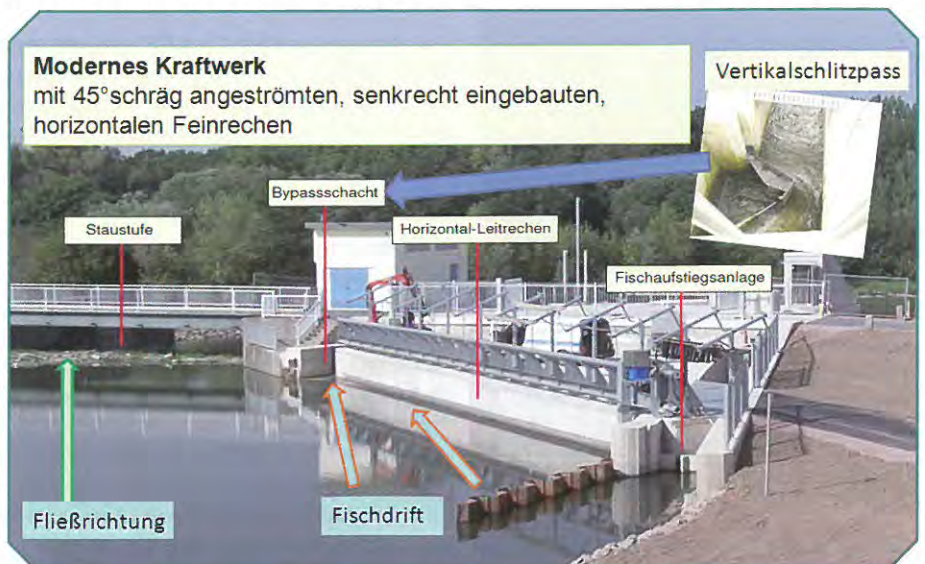 Modernes Kraftwerk
mit 45°schräg angeströmten, senkrecht eingebauten,
horizontalen Feinrechen
Vertikalschlitzpass
Bypassschacht
Staustufe
Horizontal-Leitrechen
Fischaufstiegsanlage
Fließrichtung
Fischdrift